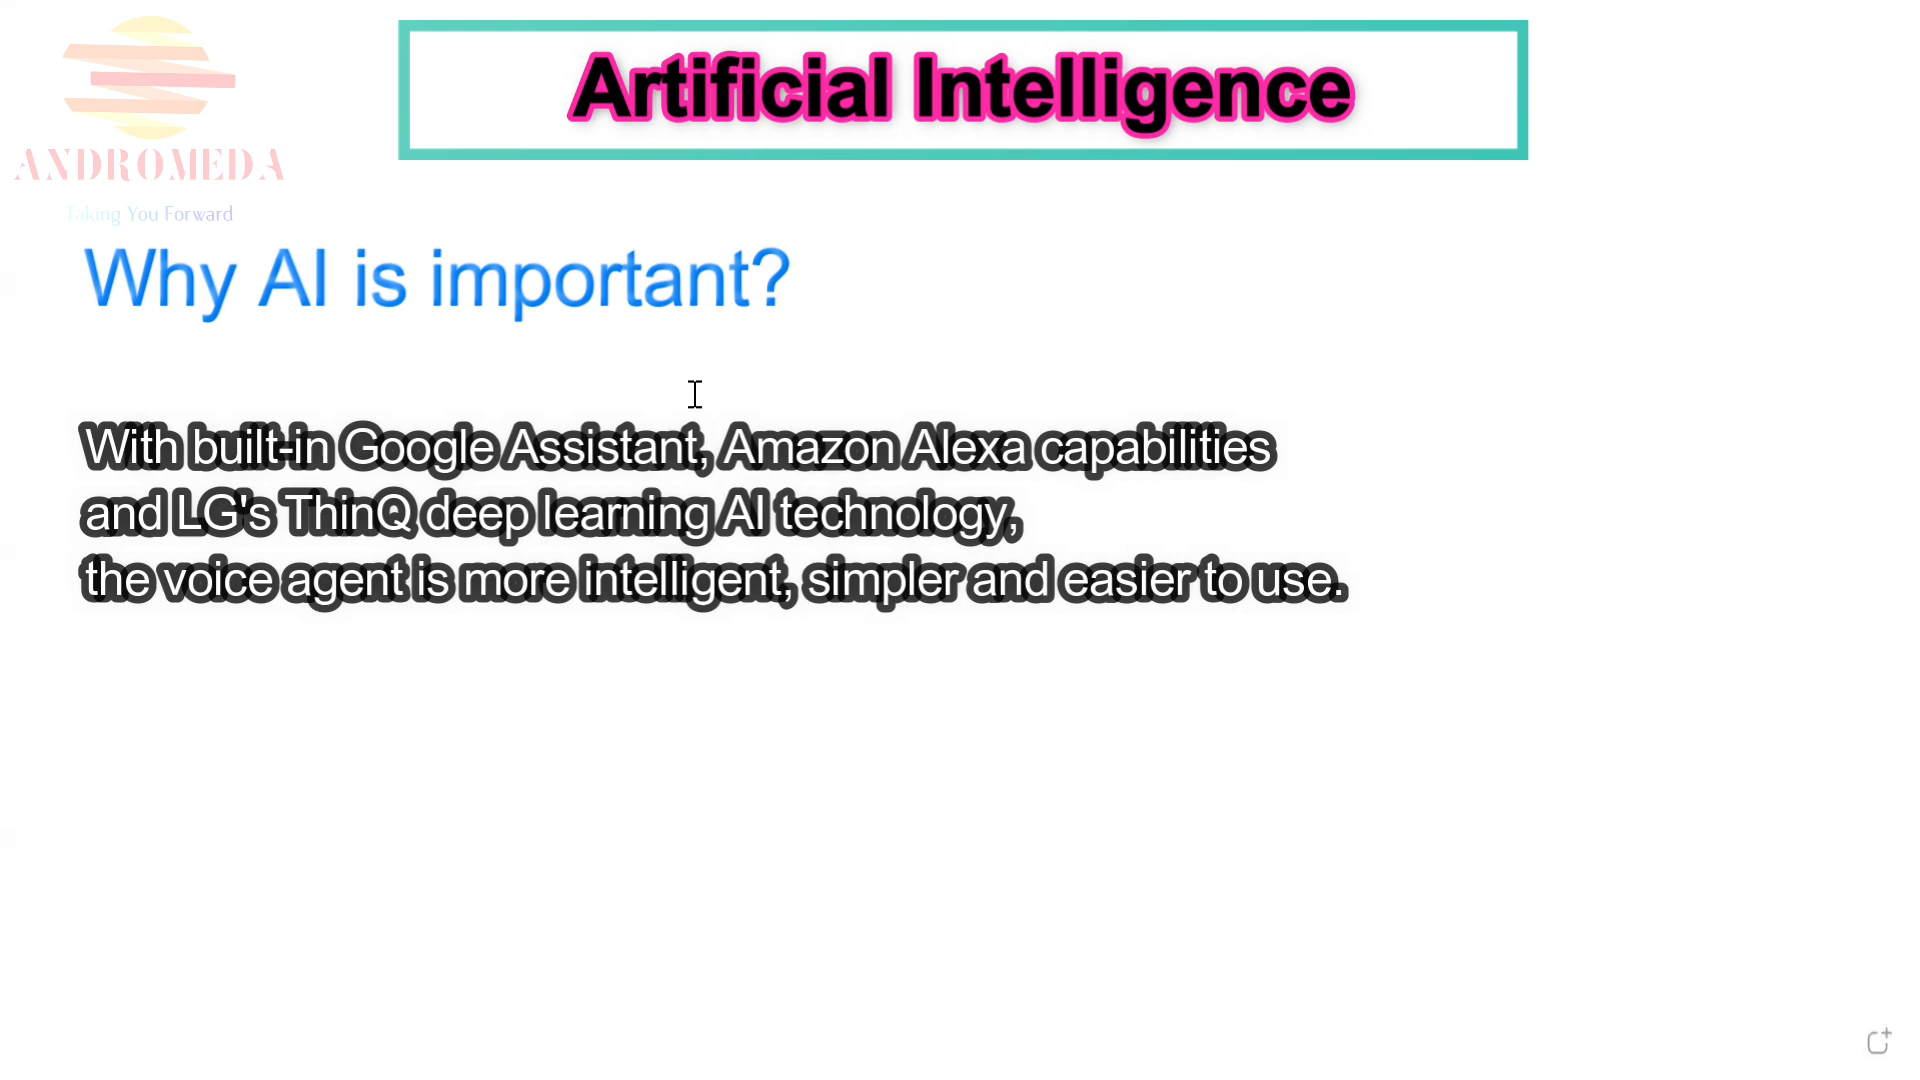 ANDROMEDA
Taking You Forward
Artificial Intelligence
Why AI is important?
With built-in Google Assistant, Amazon Alexa capabilities
and LG's ThinQ deep learning AI technology,
the voice agent is more intelligent, simpler and easier to use.